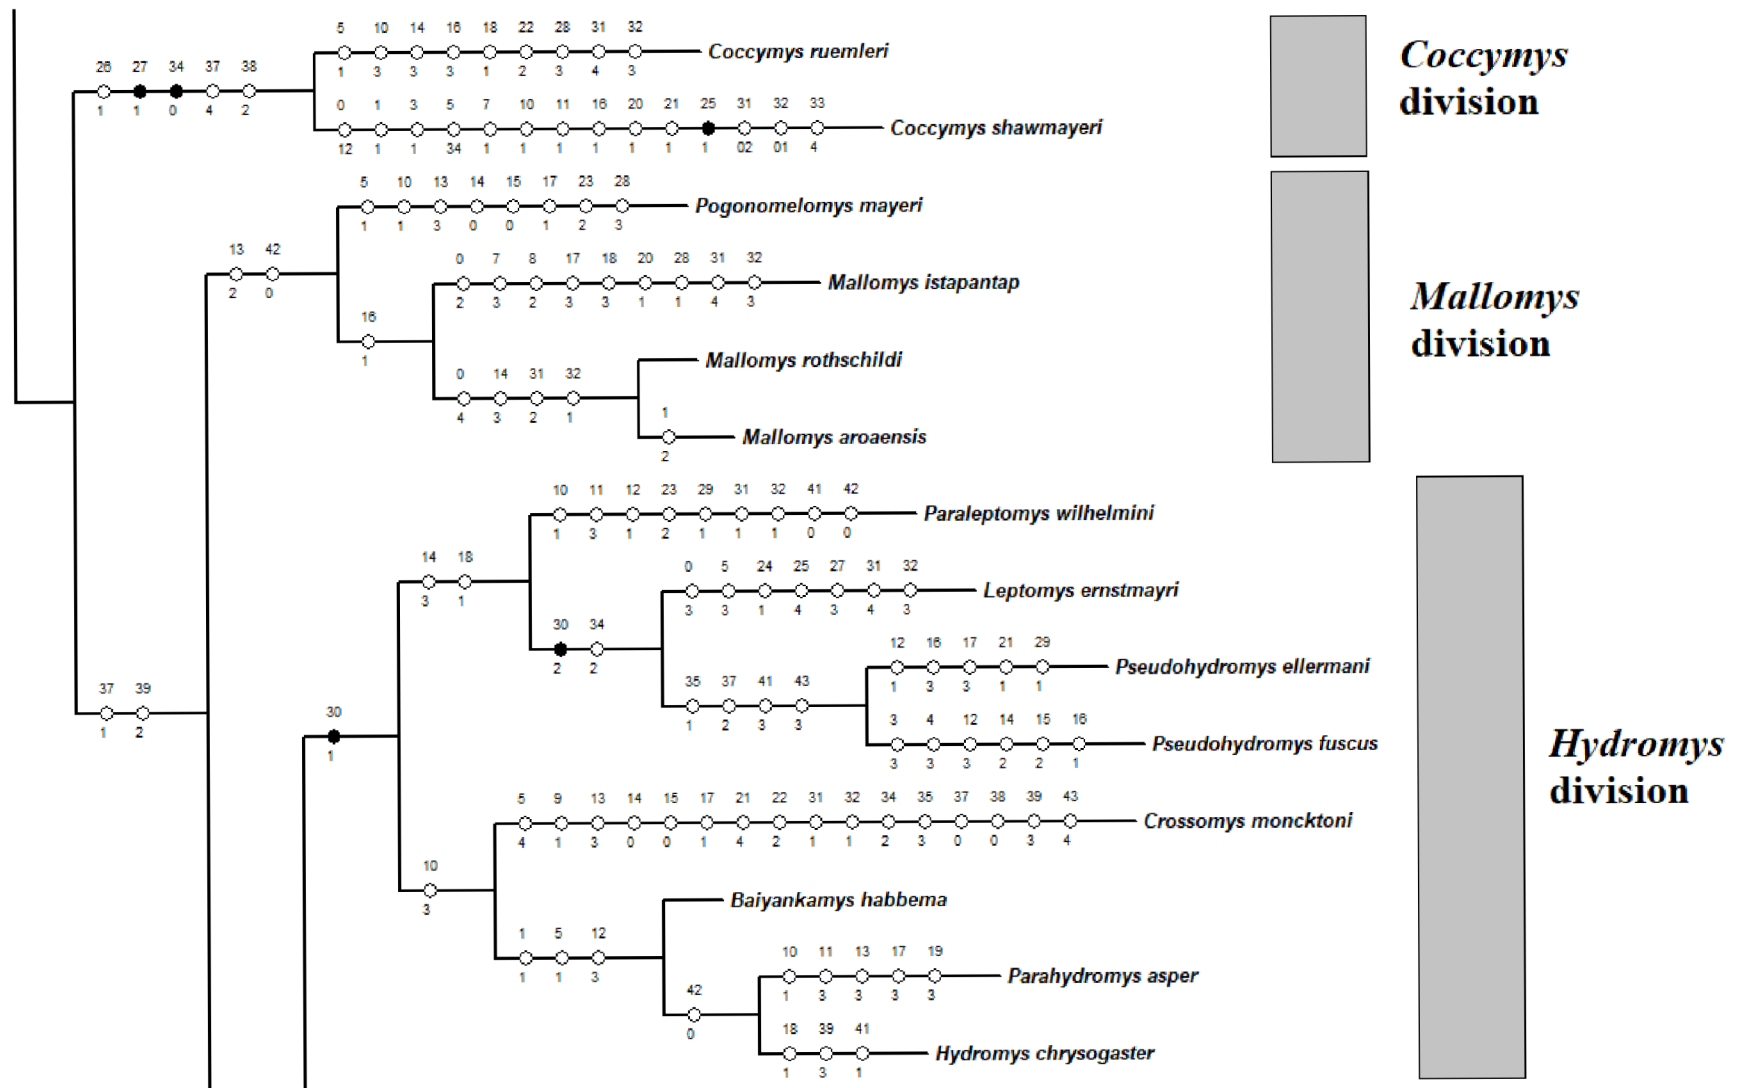 5 10 14 16 18 22 28 31 32
Coccymys ruemleri
1 3 3 3 1 2 3 4 3
26 27 34 37 38
1 1 0 4 2
0 1 3 5 7 10 11 16 20 21 25 31 32 33
Coccymys shawmayeri
12 1 1 34 1 1 1 1 1 1 1 02 01 4
Coccymys
division
5 10 13 14 15 17 23 28
Pogonomelomys mayeri
1 1 3 0 0 1 2 3
13 42
2 0
0 7 8 17 18 20 28 31 32
Mallomys istapantap
2 3 2 3 3 1 1 4 3
16
1
Mallomys rothschildi
0 14 31 32
4 3 2 1
1
Mallomys aroaensis
2
Mallomys
division
10 11 12 23 29 31 32 41 42
Paraleptomys wilhelmini
1 3 1 2 1 1 1 0 0
14 18
3 1
0 5 24 25 27 31 32
Leptomys ernstmayri
3 3 1 4 3 4 3
30 34
2 2
12 16 17 21 29
Pseudohydromys ellermani
1 3 3 1 1
35 37 41 43
1 2 3 3
3 4 12 14 15 16
Pseudohydromys fuscus
3 3 3 2 2 1
37 39
1 2
30
1
5 9 13 14 15 17 21 22 31 32 34 35 37 38 39 43
Crossomys moncktoni
4 1 3 0 0 1 4 2 1 1 2 3 0 0 3 4
10
3
Baiyankamys habbema
1 5 12
1 1 3
10 11 13 17 19
Parahydromys asper
1 3 3 3 3
42
0
18 39 41
Hydromys chrysogaster
1 3 1
Hydromys
division